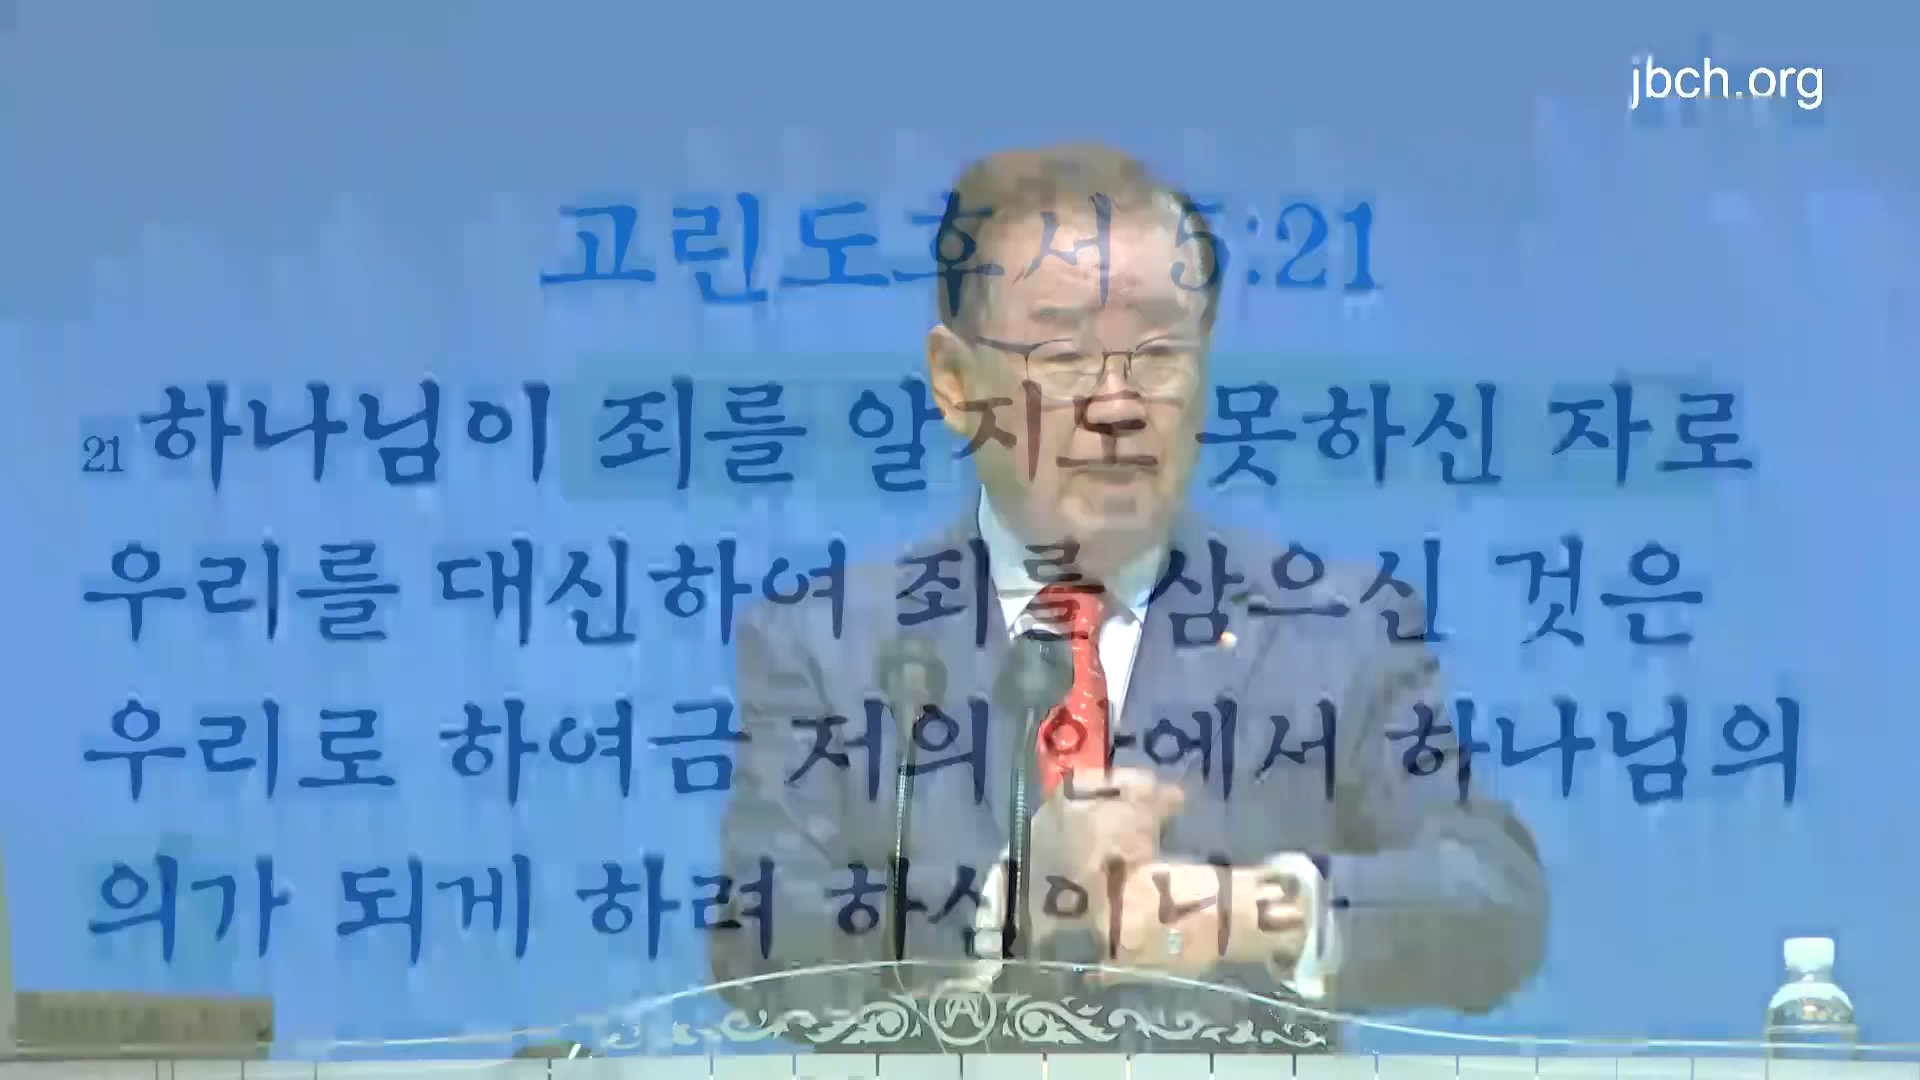 jbch.org
고린도후서 5:21
21 하나님이 죄를 알지도 못하신 자로
우리를 대신하여 죄를 삼으신 것은
우리로 하여금 저의 안에서 하나님의
의가 되게 하려 하심이니라